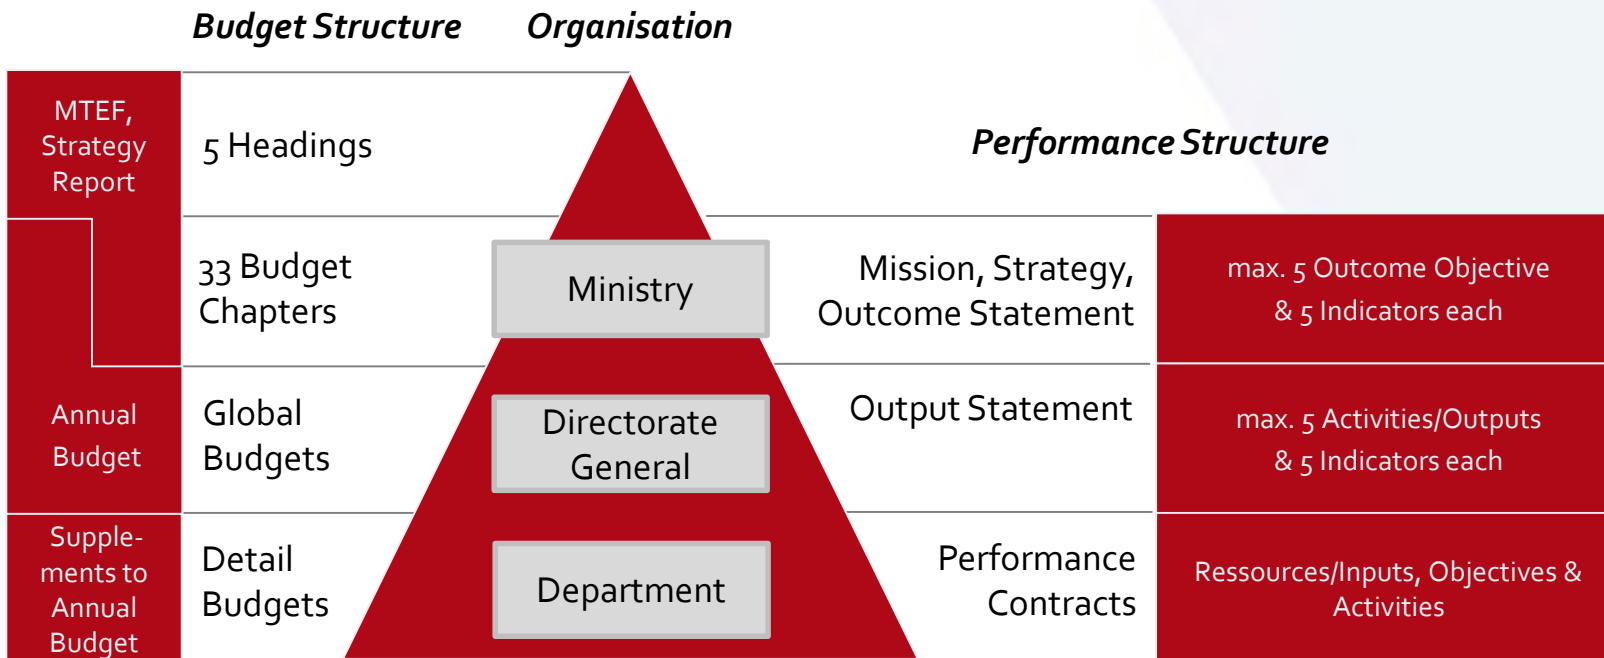 Budget Structure
Organisation
MTEF,
Strategy
Report
5 Headings
Performance Structure
33 Budget
Chapters
Ministry
Mission, Strategy,
Outcome Statement
max. 5 Outcome Objective
& 5 Indicators each
Annual
Budget
Global
Budgets
Directorate
General
Output Statement
max. 5 Activities/Outputs
& 5 Indicators each
Supple-
ments to
Annual
Budget
Detail
Budgets
Department
Performance
Contracts
Ressources/Inputs, Objectives &
Activities